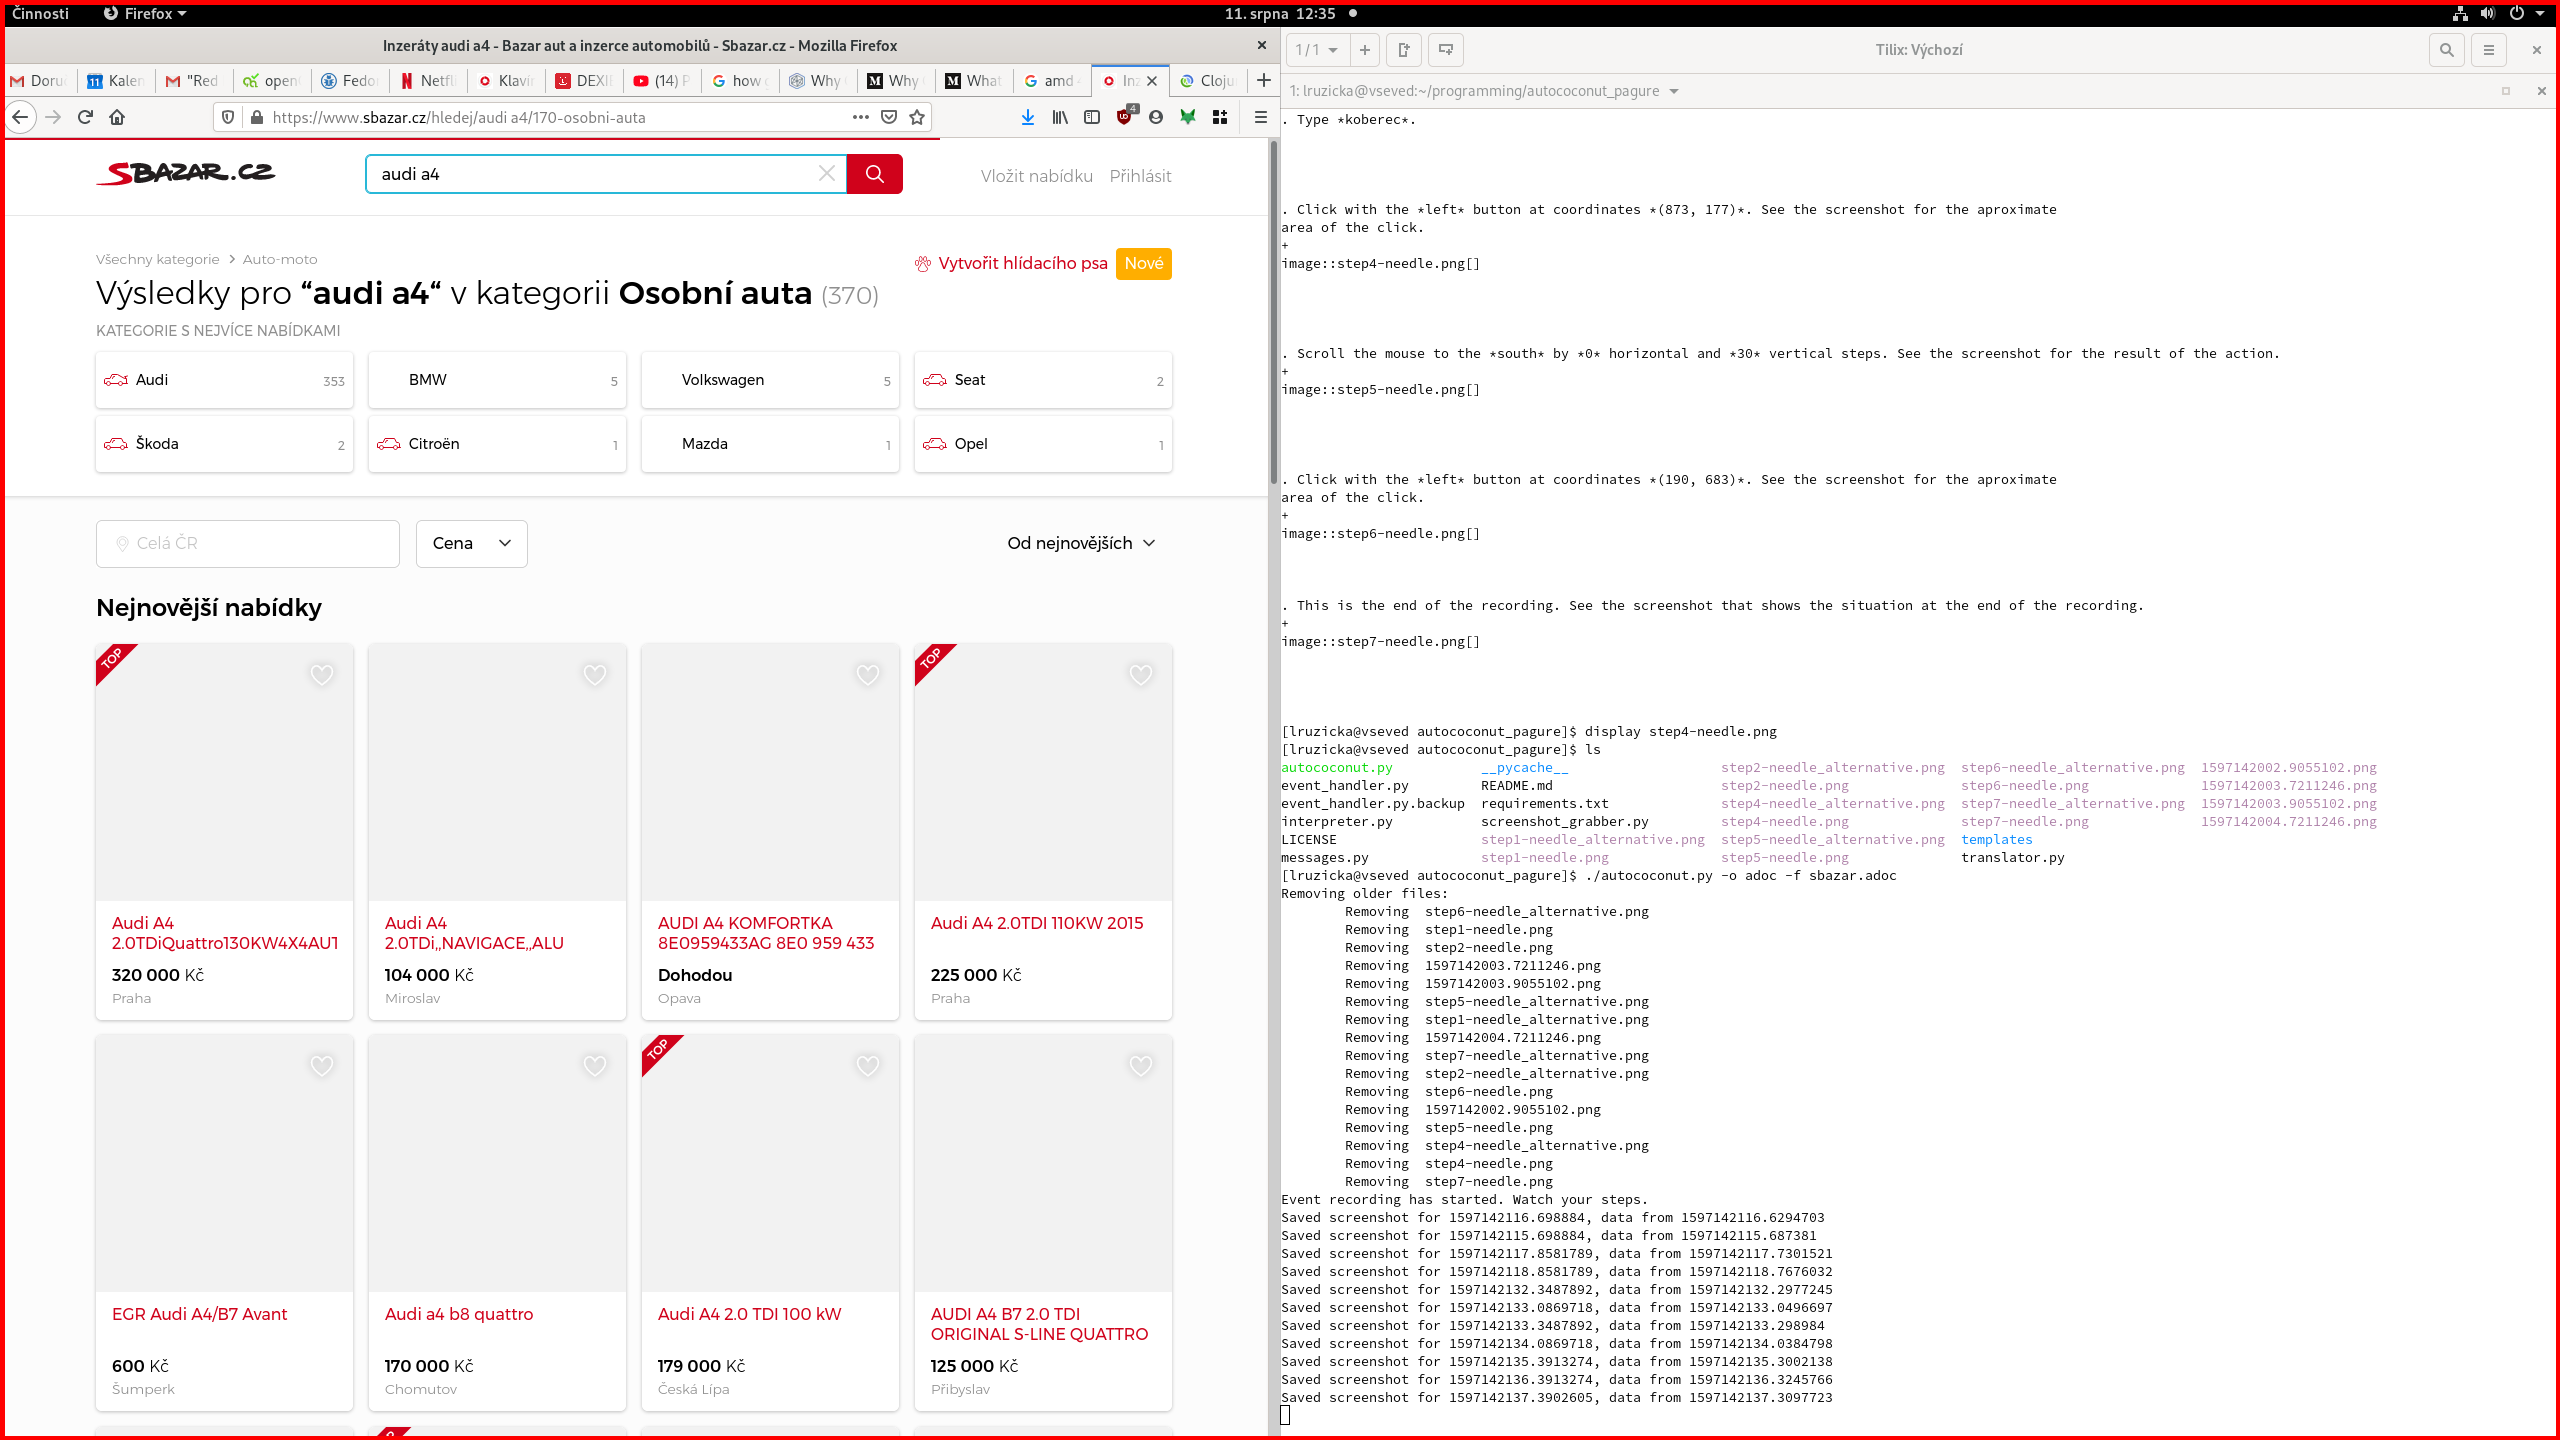 Činnosti
Firefox
11. srpna 12:35
Inzeráty audi a4 - Bazar aut a inzerce automobilů - Sbazar.cz - Mozilla Firefox
11
Kalen
"Red
open
Fedo
Netfl
Klavír
DEXI
(14) P
how
Why
Why
What
amd
Inz
Cloju
https://www.sbazar.cz/hledej/audi a4/170-osobni-auta
4
SBAZAR.CZ
audi a4
Vložit nabídku
Přihlásit
Všechny kategorie
Auto-moto
Vytvořit hlídacího psa
Nové
Výsledky pro “audi a4“ v kategorii Osobní auta (370)
KATEGORIE S NEJVÍCE NABÍDKAMI
Audi 353
BMW 5
Volkswagen 5
Seat 2
Škoda 2
Citroën 1
Mazda 1
Opel 1
Celá ČR
Cena
Od nejnovějších
Nejnovější nabídky
TOP
Audi A4
2.0TDiQuattro130KW4X4AUT
320 000 Kč
Praha
Audi A4
2.0TDi,,NAVIGACE,,ALU
104 000 Kč
Miroslav
AUDI A4 KOMFORTKA
8E0959433AG 8E0 959 433
Dohodou
Opava
TOP
Audi A4 2.0TDI 110KW 2015
225 000 Kč
Praha
EGR Audi A4/B7 Avant
600 Kč
Šumperk
Audi a4 b8 quattro
170 000 Kč
Chomutov
TOP
Audi A4 2.0 TDI 100 kW
179 000 Kč
Česká Lípa
AUDI A4 B7 2.0 TDI
ORIGINAL S-LINE QUATTRO
125 000 Kč
Přibyslav
1 / 1
Tilix: Výchozí
1: lruzicka@vseved:~/programming/autococonut_pagure
. Type *koberec*.
. Click with the *left* button at coordinates *(873, 177)*. See the screenshot for the aproximate
area of the click.
+
image::step4-needle.png[]
. Scroll the mouse to the *south* by *0* horizontal and *30* vertical steps. See the screenshot for the result of the action.
+
image::step5-needle.png[]
. Click with the *left* button at coordinates *(190, 683)*. See the screenshot for the aproximate
area of the click.
+
image::step6-needle.png[]
. This is the end of the recording. See the screenshot that shows the situation at the end of the recording.
+
image::step7-needle.png[]
[lruzicka@vseved autococonut_pagure]$ display step4-needle.png
[lruzicka@vseved autococonut_pagure]$ ls
autococonut.py __pycache__ step2-needle_alternative.png step6-needle_alternative.png 1597142002.9055102.png
event_handler.py README.md step2-needle.png step6-needle.png 1597142003.7211246.png
event_handler.py.backup requirements.txt step4-needle_alternative.png step7-needle_alternative.png 1597142003.9055102.png
interpreter.py screenshot_grabber.py step4-needle.png step7-needle.png 1597142004.7211246.png
LICENSE step1-needle_alternative.png step5-needle_alternative.png templates
messages.py step1-needle.png step5-needle.png translator.py
[lruzicka@vseved autococonut_pagure]$ ./autococonut.py -o adoc -f sbazar.adoc
Removing older files:
Removing step6-needle_alternative.png
Removing step1-needle.png
Removing step2-needle.png
Removing 1597142003.7211246.png
Removing 1597142003.9055102.png
Removing step5-needle_alternative.png
Removing step1-needle_alternative.png
Removing 1597142004.7211246.png
Removing step7-needle_alternative.png
Removing step2-needle_alternative.png
Removing step6-needle.png
Removing 1597142002.9055102.png
Removing step5-needle.png
Removing step4-needle_alternative.png
Removing step4-needle.png
Removing step7-needle.png
Event recording has started. Watch your steps.
Saved screenshot for 1597142116.698884, data from 1597142116.6294703
Saved screenshot for 1597142115.698884, data from 1597142115.687381
Saved screenshot for 1597142117.8581789, data from 1597142117.7301521
Saved screenshot for 1597142118.8581789, data from 1597142118.7676032
Saved screenshot for 1597142132.3487892, data from 1597142132.2977245
Saved screenshot for 1597142133.0869718, data from 1597142133.0496697
Saved screenshot for 1597142133.3487892, data from 1597142133.298984
Saved screenshot for 1597142134.0869718, data from 1597142134.0384798
Saved screenshot for 1597142135.3913274, data from 1597142135.3002138
Saved screenshot for 1597142136.3913274, data from 1597142136.3245766
Saved screenshot for 1597142137.3902605, data from 1597142137.3097723